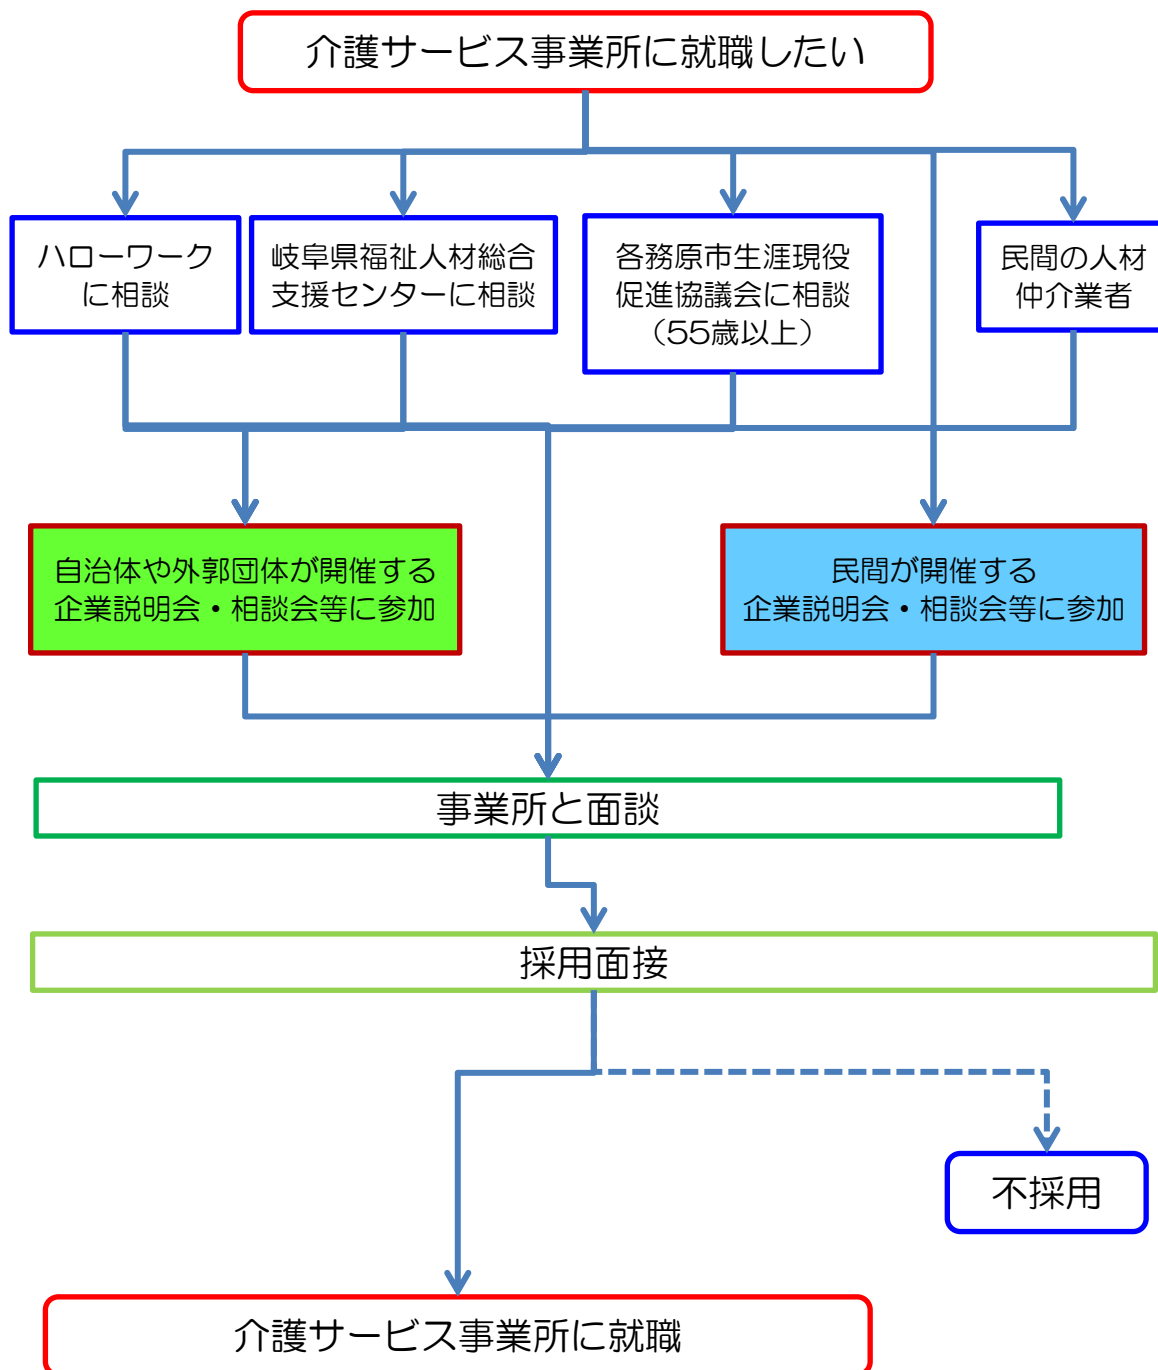 介護サービス事業所に就職したい
ハローワーク
に相談
岐阜県福祉人材総合
支援センターに相談
各務原市生涯現役
促進協議会に相談
（55歳以上）
民間の人材
仲介業者
自治体や外郭団体が開催する
企業説明会・相談会等に参加
民間が開催する
企業説明会・相談会等に参加
事業所と面談
採用面接
不採用
介護サービス事業所に就職